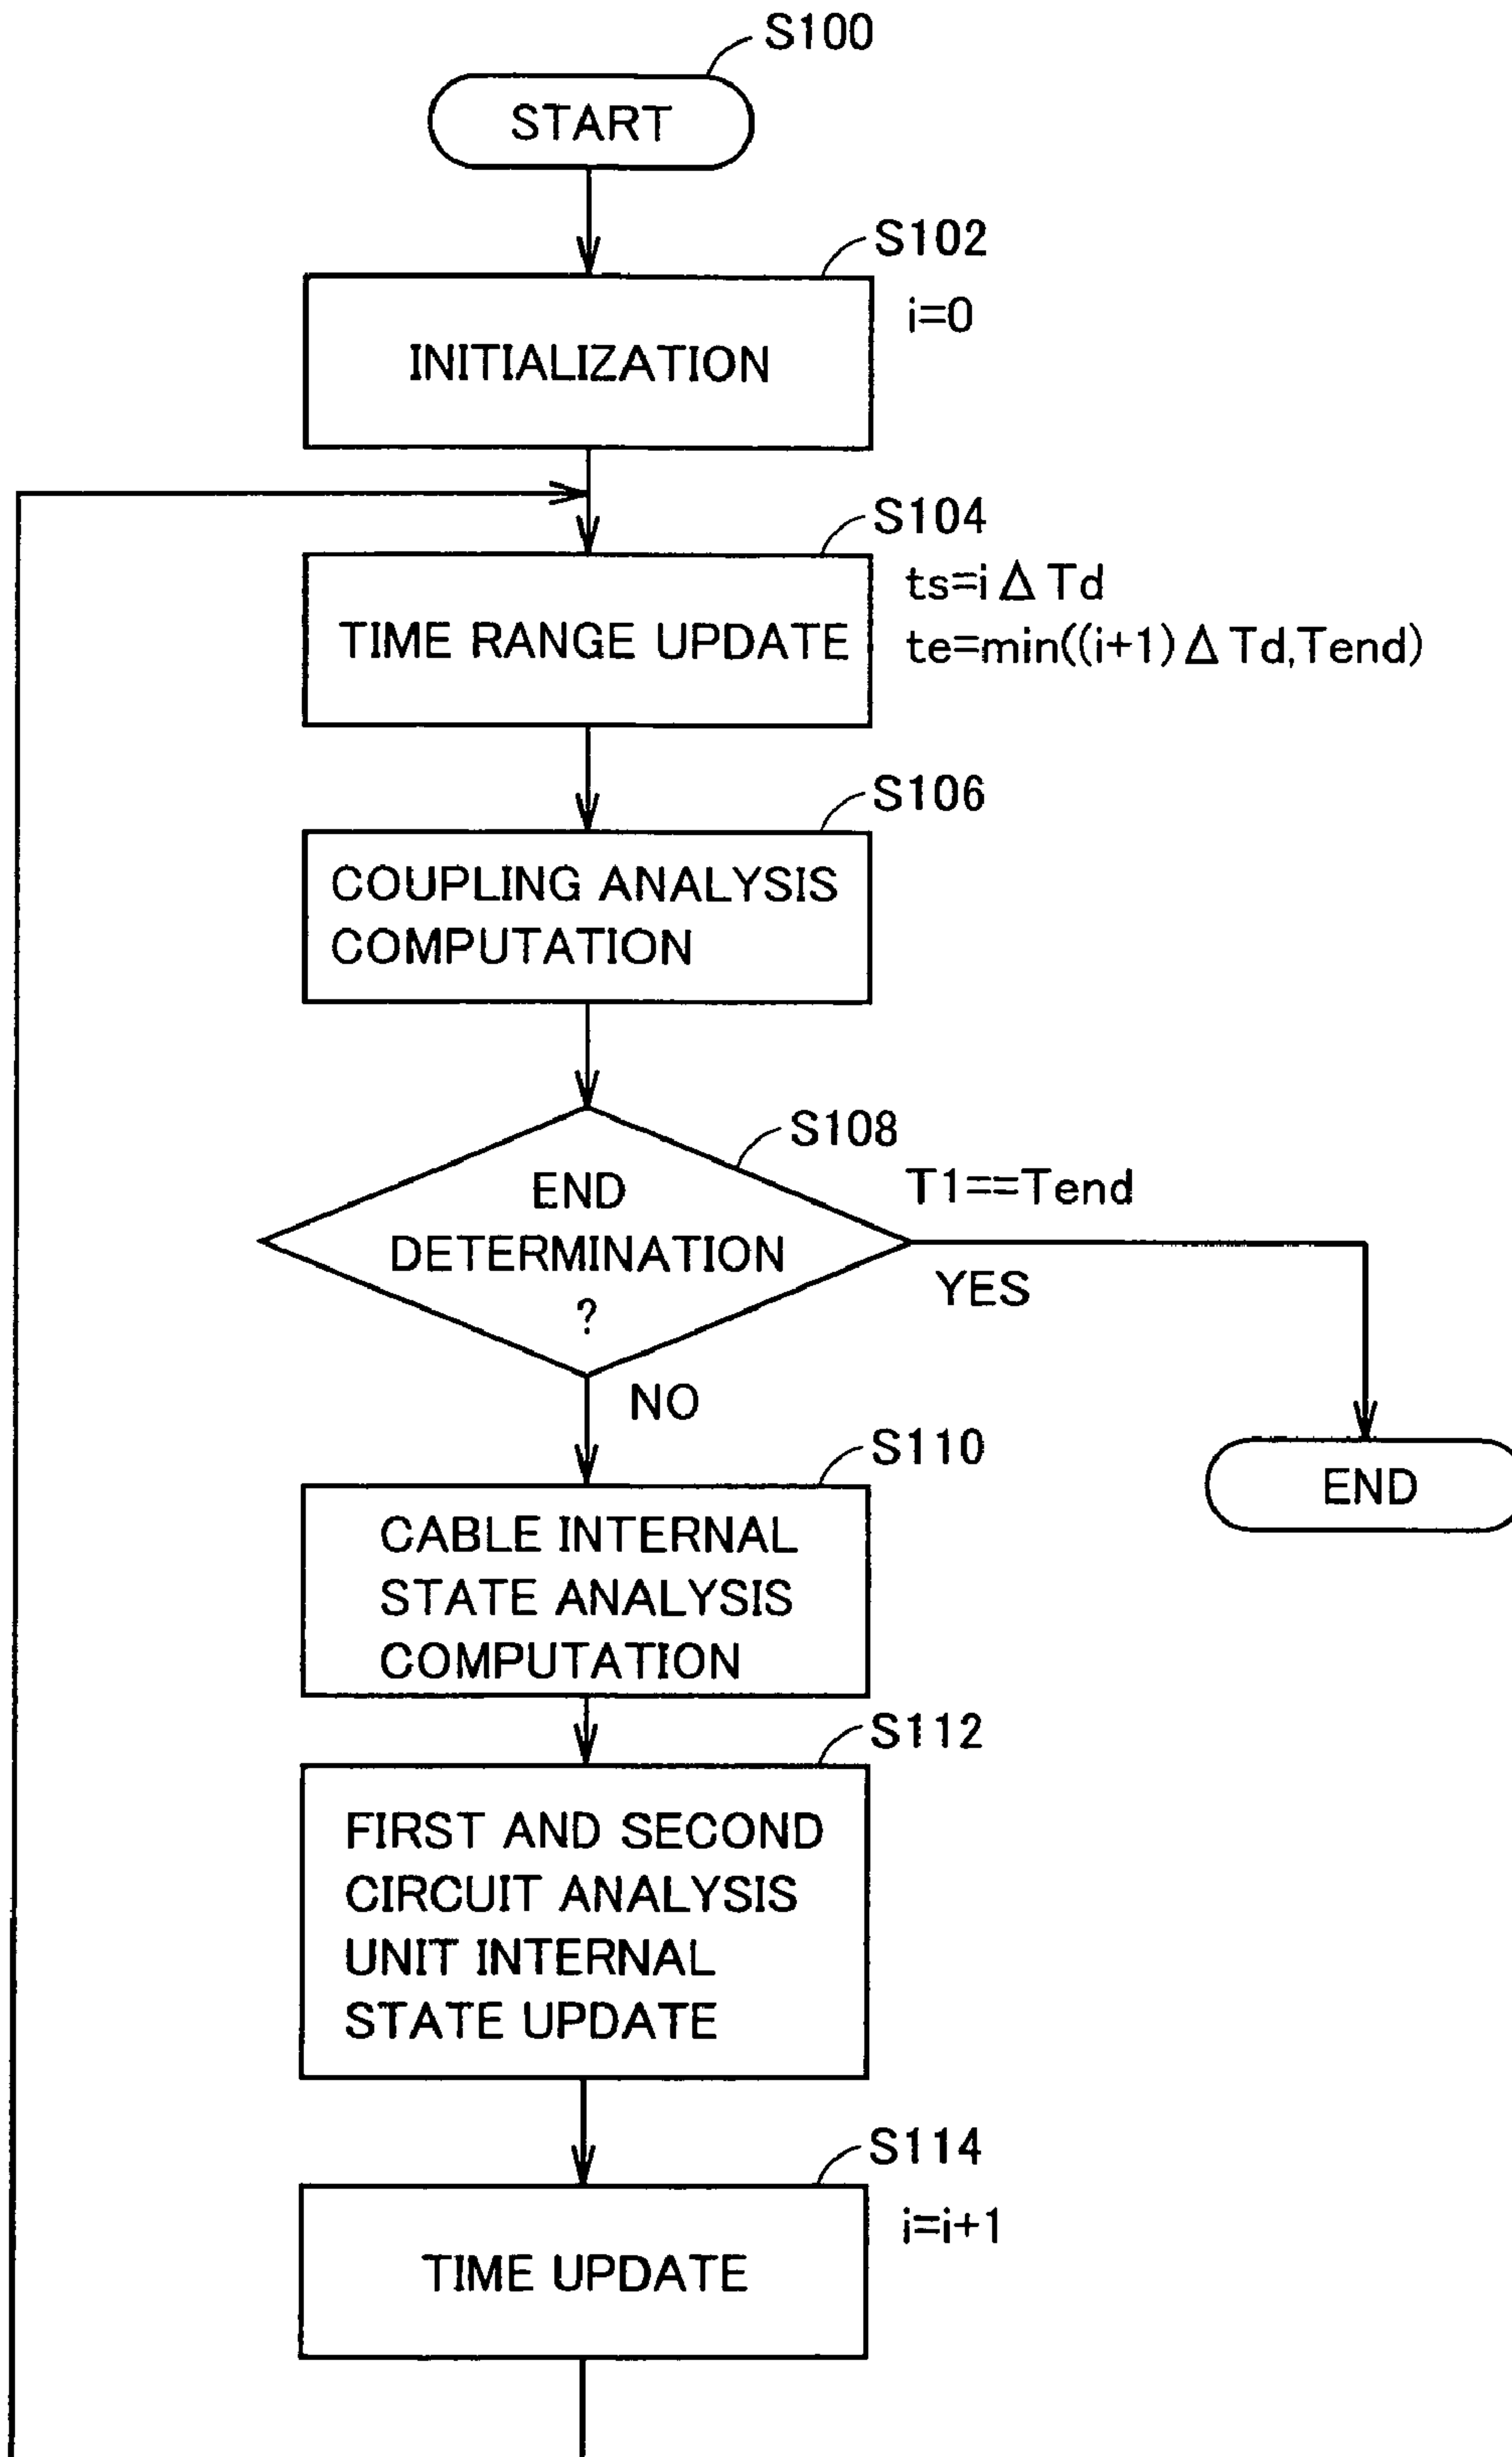 S100
START
S102
i=0
INITIALIZATION
S104
ts=i Δ Td
TIME RANGE UPDATE
te=min((i+1) Δ Td,Tend)
S106
COUPLING ANALYSIS
COMPUTATION
S108
T1==Tend
END
DETERMINATION
?
YES
NO
S110
END
CABLE INTERNAL
STATE ANALYSIS
COMPUTATION
S112
FIRST AND SECOND
CIRCUIT ANALYSIS
UNIT INTERNAL
STATE UPDATE
S114
i=i+1
TIME UPDATE